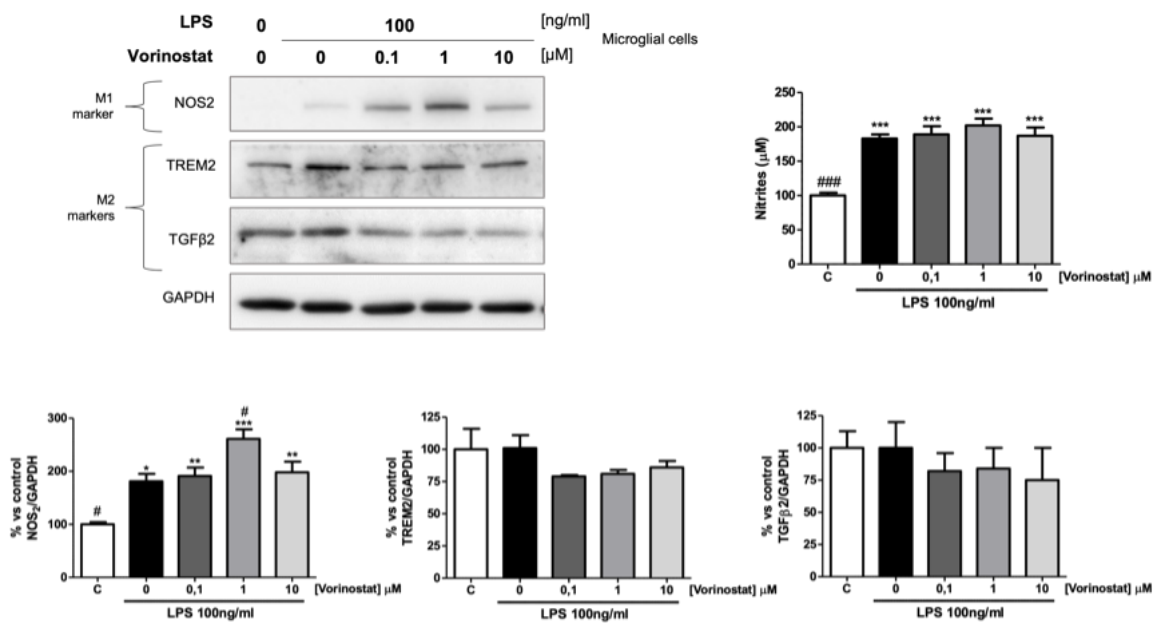 LPS 0 100 [ng/ml]
Microglial cells
Vorinostat 0 0 0.1 1 10 [µM]
M1
marker
NOS2
TREM2
M2
markers
TGFβ2
GAPDH
Nitrites (µM)
250
200
150
100
50
0
###
***
***
***
***
C 0 0,1 1 10 [Vorinostat] µM
LPS 100ng/ml
% vs control
NOS₂/GAPDH
300
200
100
0
#
*
**
#
***
**
C 0 0,1 1 10 [Vorinostat] µM
LPS 100ng/ml
% vs control
TREM2/GAPDH
125
100
75
50
25
0
C 0 0,1 1 10 [Vorinostat] µM
LPS 100ng/ml
% vs control
TGFβ2/GAPDH
125
100
75
50
25
0
C 0 0,1 1 10 [Vorinostat] µM
LPS 100ng/ml